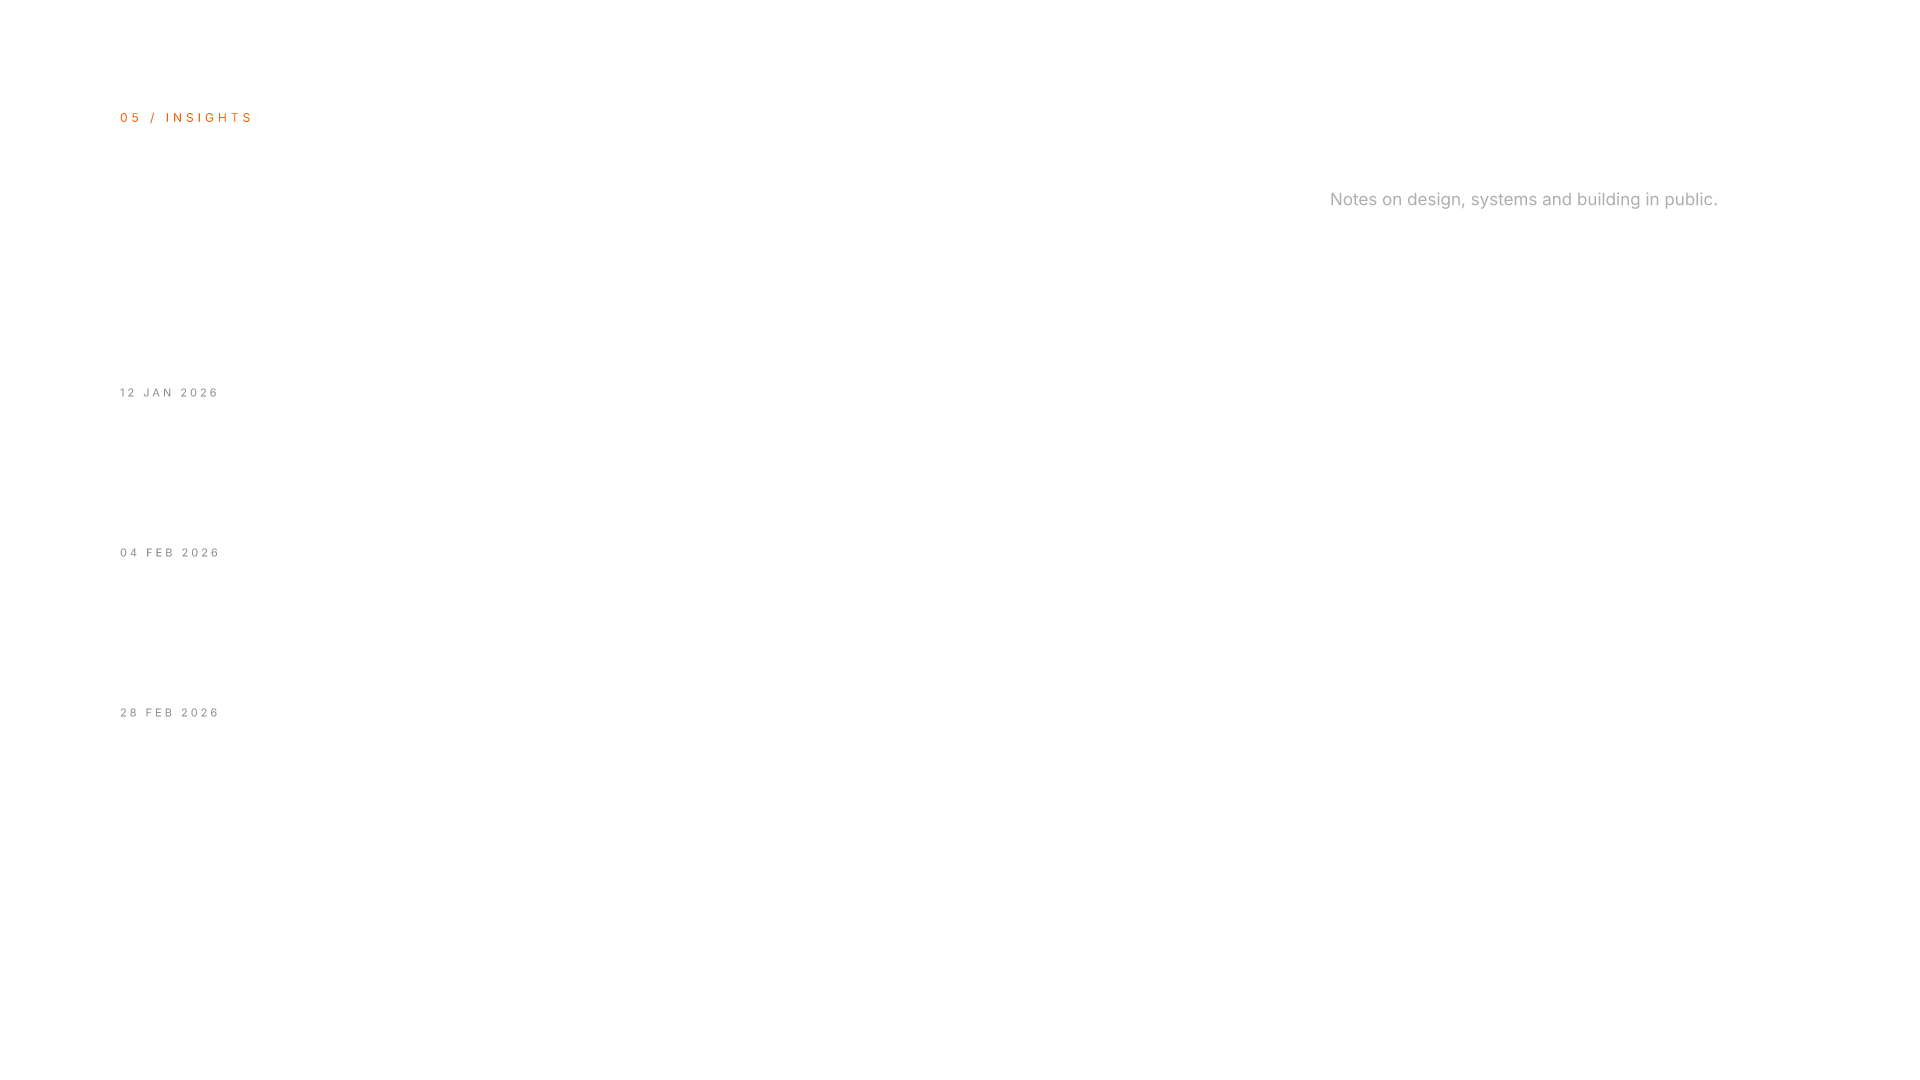 05 / INSIGHTS
Notes on design, systems and building in public.
12 JAN 2026
04 FEB 2026
28 FEB 2026